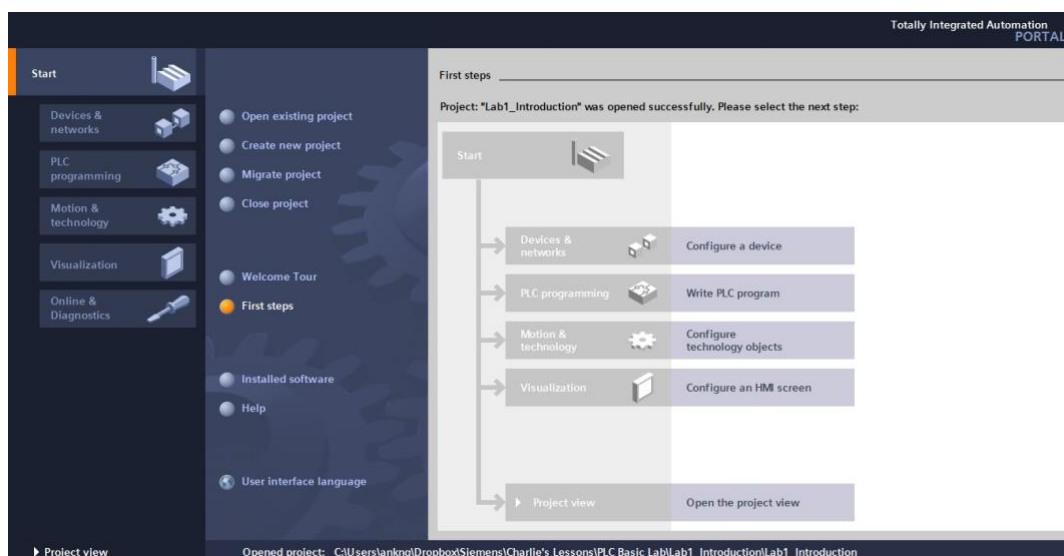 Totally Integrated Automation
PORTAL
Start
Devices &
networks
PLC
programming
Motion &
technology
Visualization
Online &
Diagnostics
Open existing project
Create new project
Migrate project
Close project
Welcome Tour
First steps
Installed software
Help
User interface language
First steps
Project: "Lab1_Introduction" was opened successfully. Please select the next step:
Start
Devices &
networks
Configure a device
PLC programming
Write PLC program
Motion &
technology
Configure
technology objects
Visualization
Configure an HMI screen
Project view
Open the project view
Project view
Opened project: C:\Users\ankng\Dropbox\Siemens\Charlie's Lessons\PLC Basic Lab\Lab1_Introduction\Lab1_Introduction